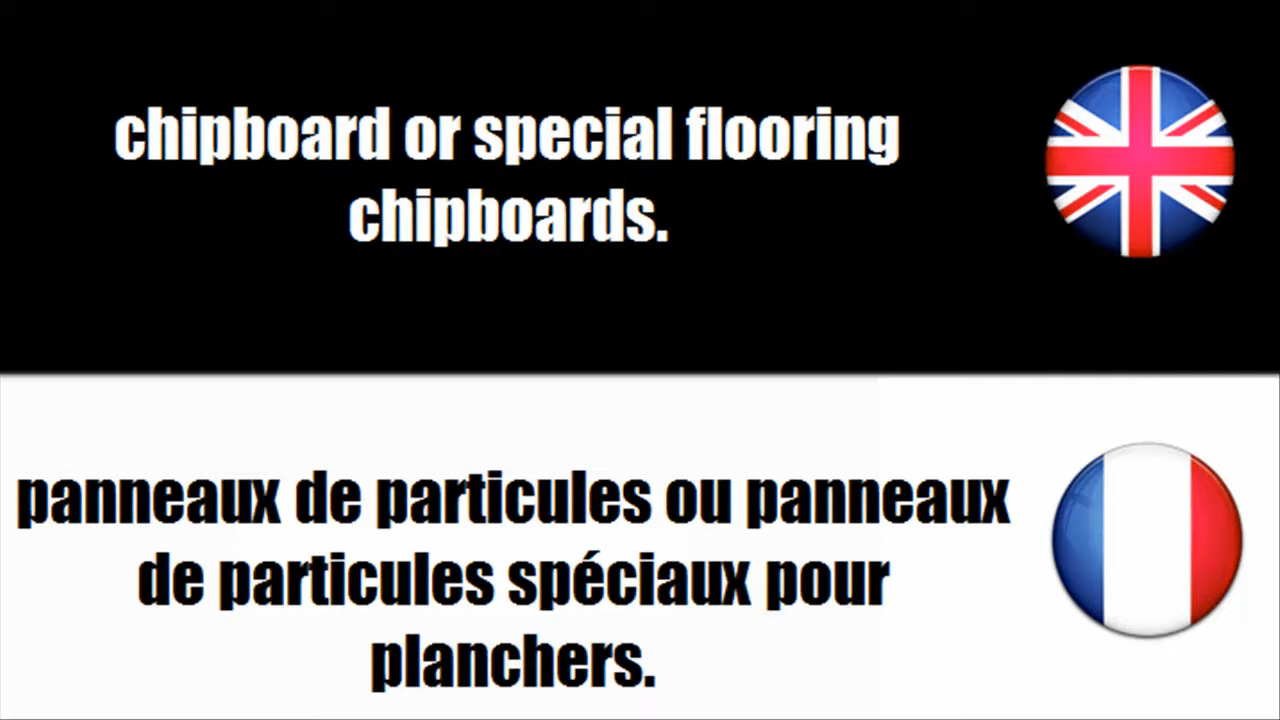 chipboard or special flooring
chipboards.
panneaux de particules ou panneaux
de particules spéciaux pour
planchers.